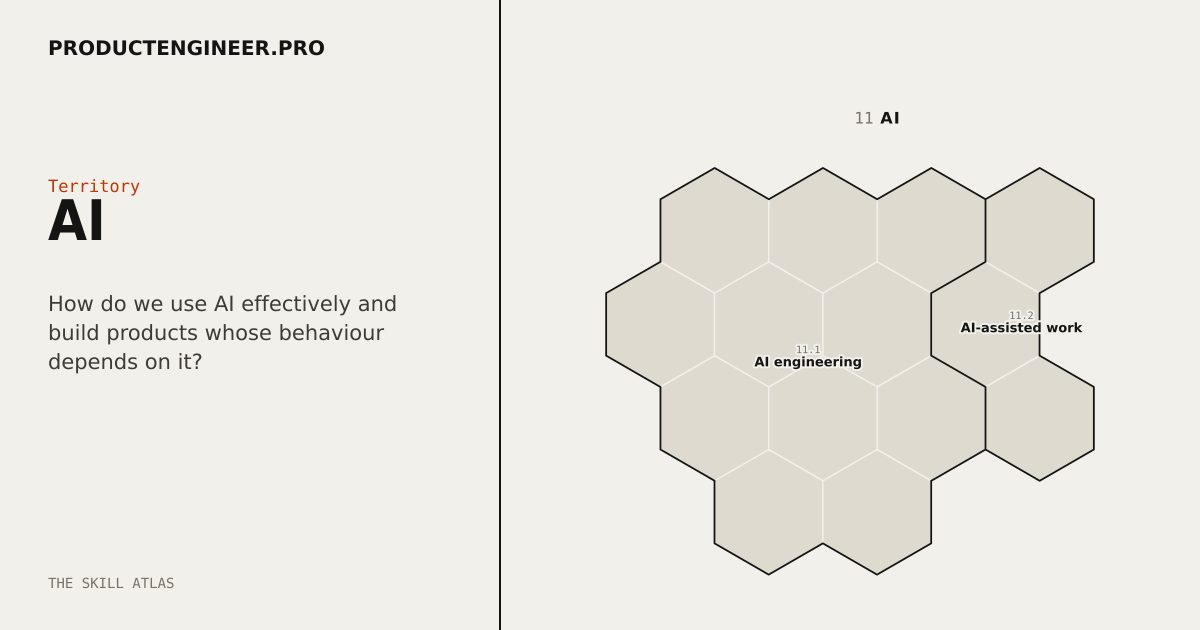 PRODUCTENGINEER.PRO
Territory
AI
How do we use AI effectively and
build products whose behaviour
depends on it?
THE SKILL ATLAS
11 AI
11.1
AI engineering
11.2
AI-assisted work